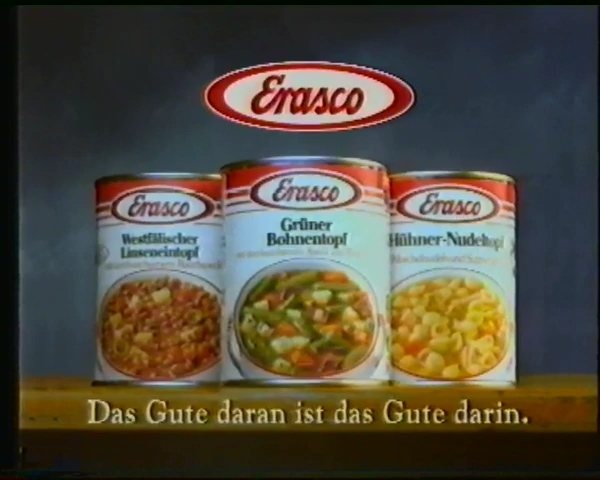 Erasco
Erasco
Westfälischer
Linseneintopf
Erasco
Grüner
Bohnentopf
Erasco
Hühner-Nudeltopf
Das Gute daran ist das Gute darin.